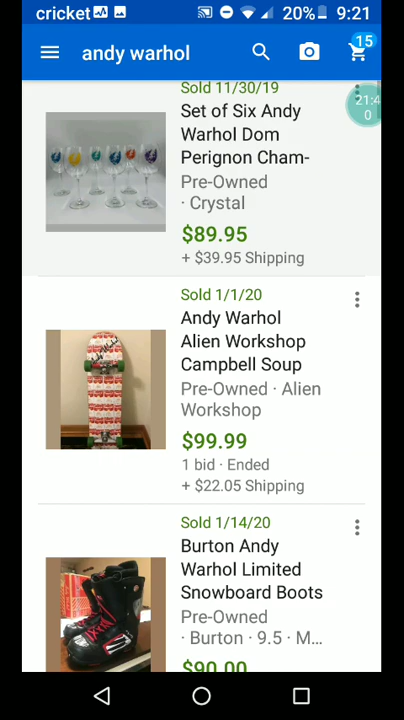 cricket 20% 9:21
andy warhol 15
Sold 11/30/19
21:4
0
Set of Six Andy
Warhol Dom
Perignon Cham-
Pre-Owned
· Crystal
$89.95
+ $39.95 Shipping
Sold 1/1/20
Andy Warhol
Alien Workshop
Campbell Soup
Pre-Owned · Alien
Workshop
$99.99
1 bid · Ended
+ $22.05 Shipping
Sold 1/14/20
Burton Andy
Warhol Limited
Snowboard Boots
Pre-Owned
· Burton · 9.5 · M...
$90.00